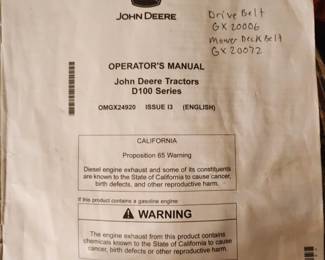 JOHN DEERE
Drive Belt
GX20006
Mower Deck Belt
GX20072
OPERATOR'S MANUAL
John Deere Tractors
D100 Series
OMGX24920 ISSUE I3 (ENGLISH)
CALIFORNIA
Proposition 65 Warning
Diesel engine exhaust and some of its constituents
are known to the State of California to cause cancer,
birth defects, and other reproductive harm.
If this product contains a gasoline engine:
WARNING
The engine exhaust from this product contains
chemicals known to the State of California to cause
cancer, birth defects, or other reproductive harm.